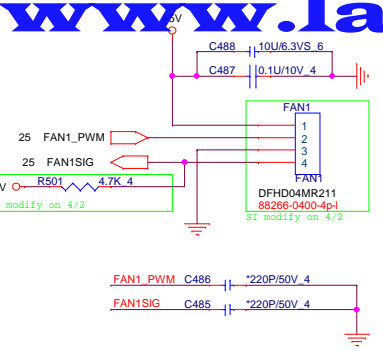 www.la
5V
C488 10U/6.3VS_6
C487 0.1U/10V_4
FAN1
1
25 FAN1_PWM 2
3
25 FAN1SIG 4
V R501 4.7K_4
FAN1
DFHD04MR211
88266-0400-4p-l
modify on 4/2
SI modify on 4/2
FAN1_PWM C486 *220P/50V_4
FAN1SIG C485 *220P/50V_4